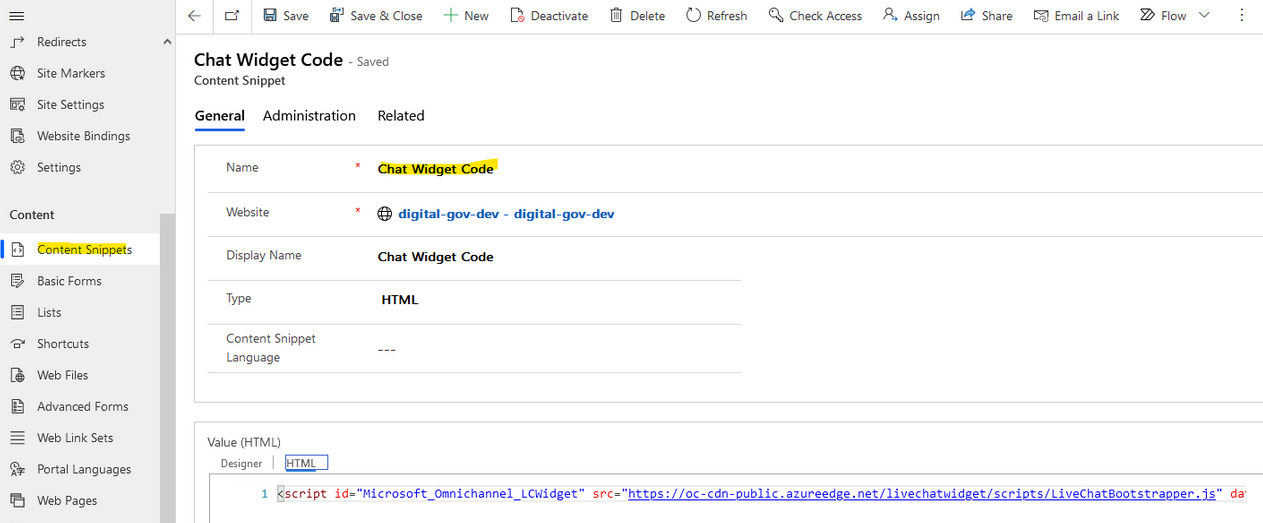 Save
Save & Close
New
Deactivate
Delete
Refresh
Check Access
Assign
Share
Email a Link
Flow
Redirects
Site Markers
Site Settings
Website Bindings
Settings
Content
Content Snippets
Basic Forms
Lists
Shortcuts
Web Files
Advanced Forms
Web Link Sets
Portal Languages
Web Pages
Chat Widget Code - Saved
Content Snippet
General Administration Related
Name * Chat Widget Code
Website * digital-gov-dev - digital-gov-dev
Display Name Chat Widget Code
Type HTML
Content Snippet
Language ---
Value (HTML)
Designer HTML
1 <script id="Microsoft_Omnichannel_LCWidget" src="https://oc-cdn-public.azureedge.net/livechatwidget/scripts/LiveChatBootstrapper.js" dat